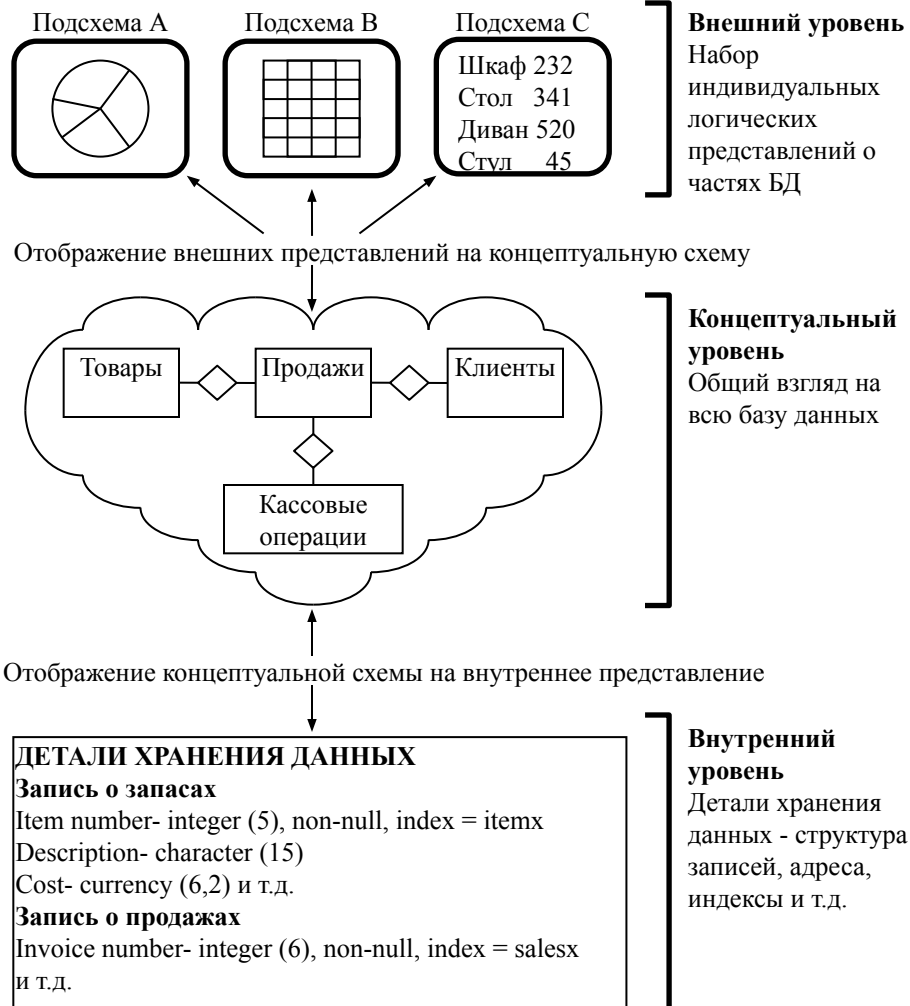 Подсхема A
Подсхема B
Подсхема C
Шкаф 232
Стол 341
Диван 520
Стул 45
Внешний уровень
Набор
индивидуальных
логических
представлений о
частях БД
Отображение внешних представлений на концептуальную схему
Товары
Продажи
Клиенты
Кассовые
операции
Концептуальный
уровень
Общий взгляд на
всю базу данных
Отображение концептуальной схемы на внутреннее представление
ДЕТАЛИ ХРАНЕНИЯ ДАННЫХ
Запись о запасах
Item number- integer (5), non-null, index = itemx
Description- character (15)
Cost- currency (6,2) и т.д.
Запись о продажах
Invoice number- integer (6), non-null, index = salesx
и т.д.
Внутренний
уровень
Детали хранения
данных - структура
записей, адреса,
индексы и т.д.